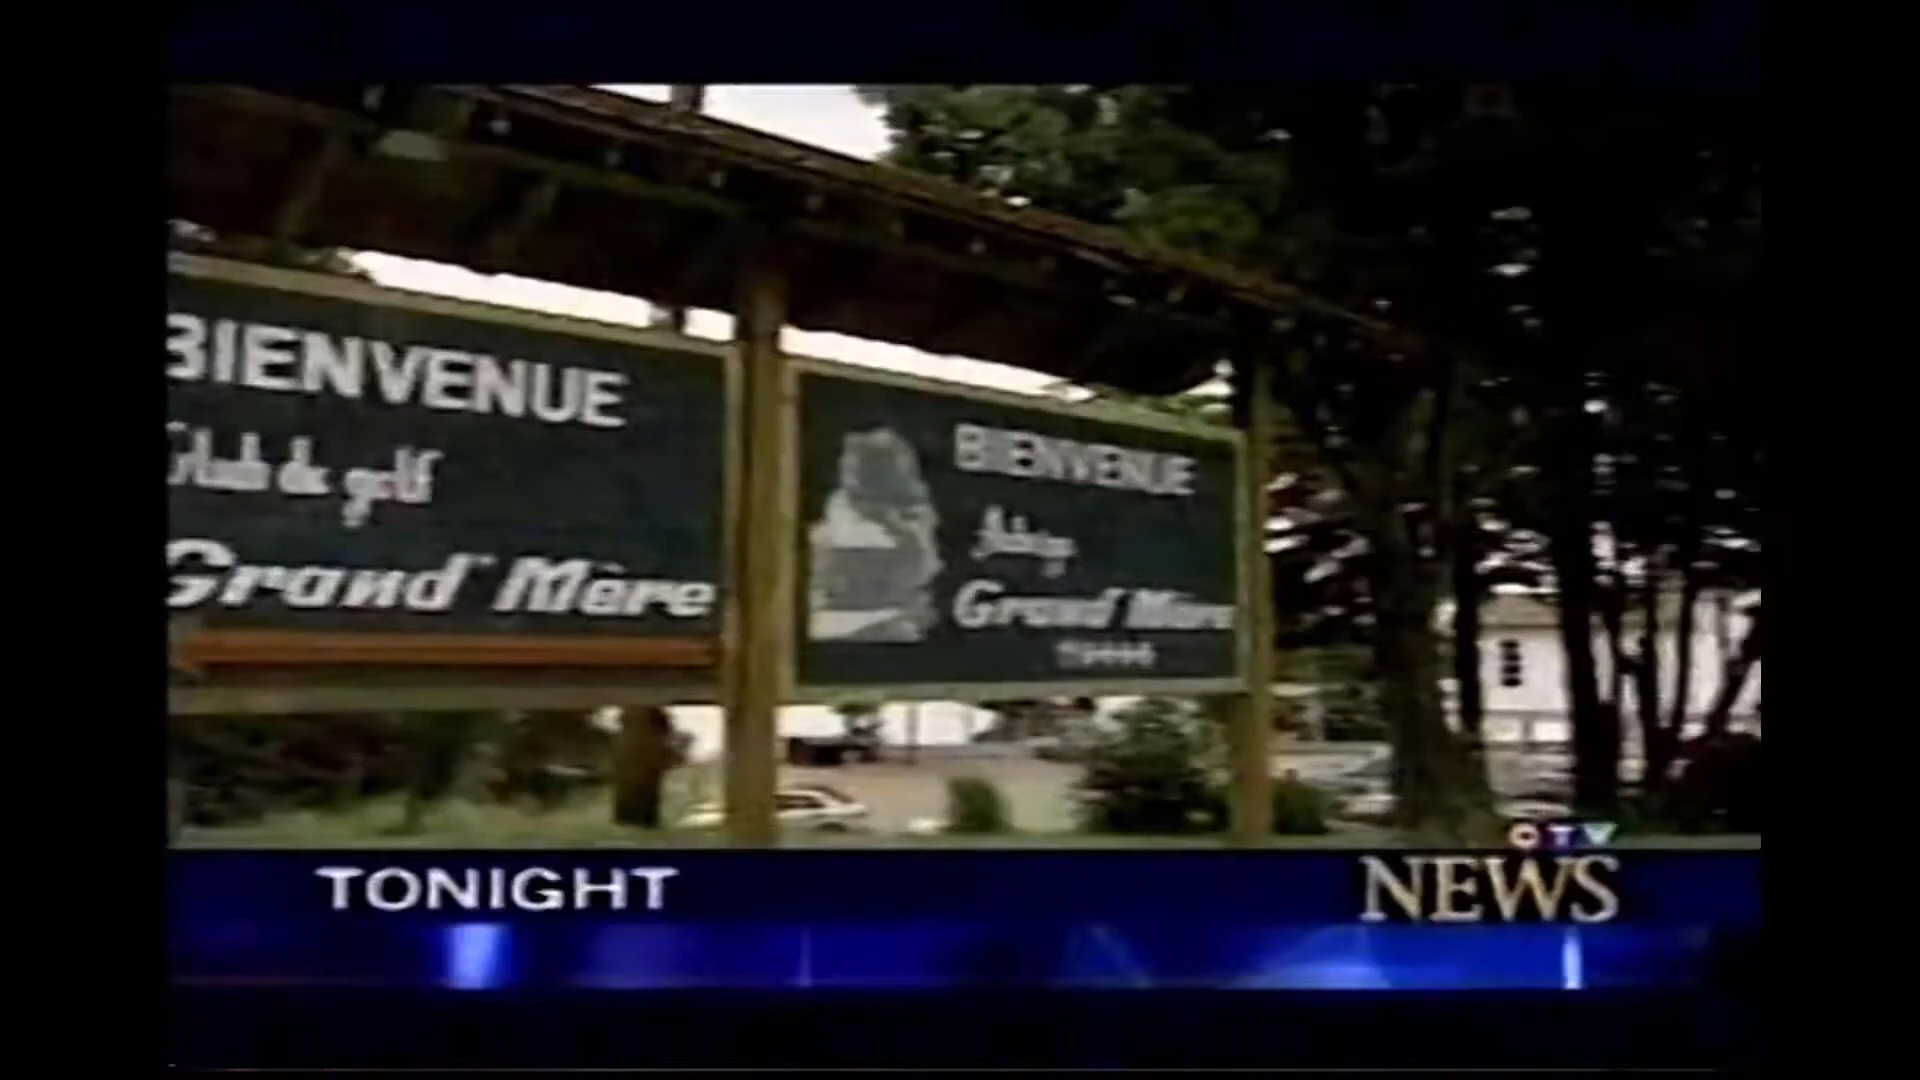 BIENVENUE
Club de golf
Grand'Mère
BIENVENUE
Auberge
Grand'Mère
TONIGHT
CTV
NEWS